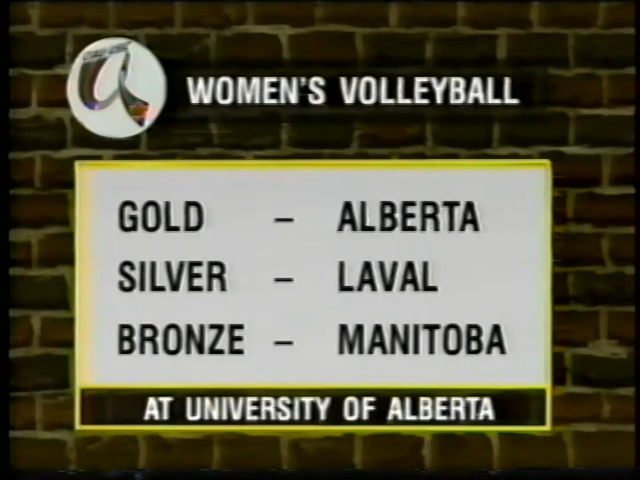 WOMEN'S VOLLEYBALL
GOLD – ALBERTA
SILVER – LAVAL
BRONZE – MANITOBA
AT UNIVERSITY OF ALBERTA